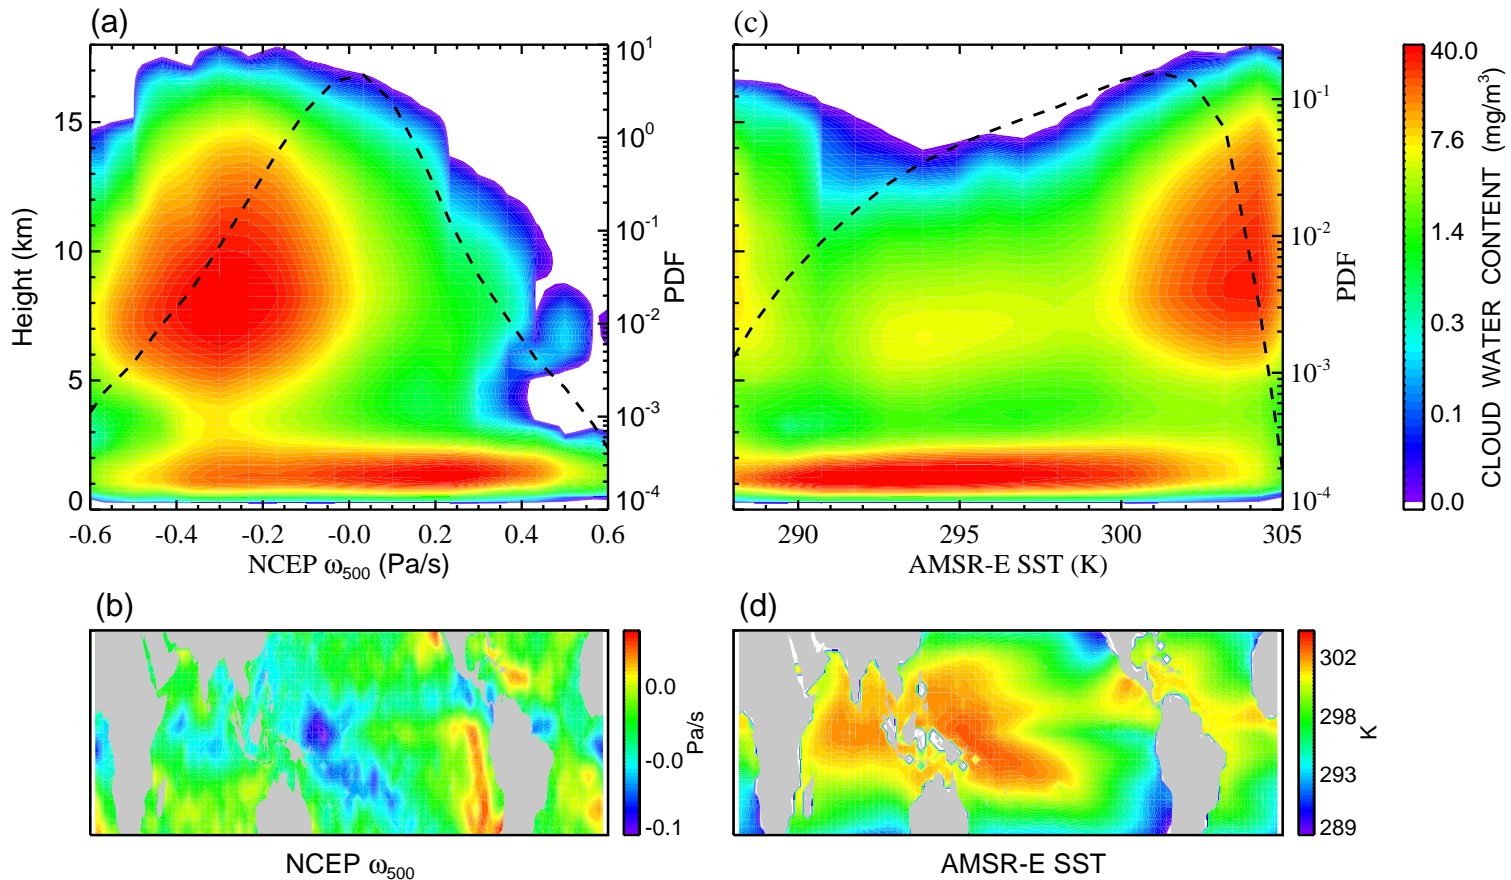 (a)
15
10
5
0
Height (km)
10^1
10^0
10^-1
10^-2
10^-3
10^-4
PDF
-0.6
-0.4
-0.2
-0.0
0.2
0.4
0.6
NCEP ω500 (Pa/s)
(c)
10^-1
10^-2
10^-3
10^-4
PDF
290
295
300
305
AMSR-E SST (K)
40.0
7.6
1.4
0.3
0.1
0.0
CLOUD WATER CONTENT (mg/m³)
(b)
0.0
-0.0
-0.1
Pa/s
NCEP ω500
(d)
302
298
293
289
K
AMSR-E SST